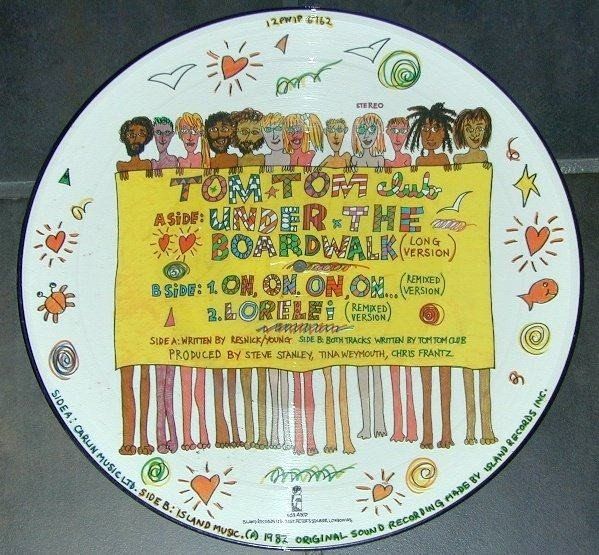 12PWIP 6762
STEREO
TOM TOM CLUB
A SIDE: UNDER THE
BOARDWALK (LONG
VERSION)
B SIDE: 1. ON, ON. ON, ON... (REMIXED
VERSION)
2. LORELEI (REMIXED
VERSION)
SIDE A: WRITTEN BY RESNICK/YOUNG SIDE B: BOTH TRACKS WRITTEN BY TOM TOM CLUB
PRODUCED BY STEVE STANLEY, TINA WEYMOUTH, CHRIS FRANTZ
ISLAND
SIDE A: CARLIN MUSIC LTD. SIDE B: ISLAND MUSIC. (P) 1982 ORIGINAL SOUND RECORDING MADE BY ISLAND RECORDS INC.